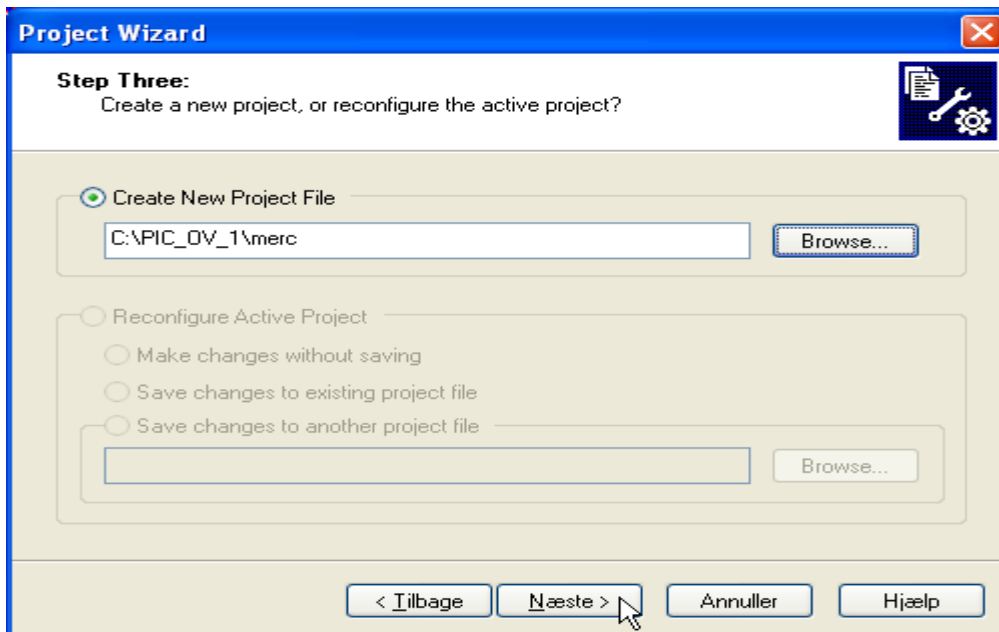 Project Wizard
Step Three:
Create a new project, or reconfigure the active project?
Create New Project File
C:\PIC_OV_1\merc
Browse...
Reconfigure Active Project
Make changes without saving
Save changes to existing project file
Save changes to another project file
Browse...
< Tilbage
Næste >
Annuller
Hjælp